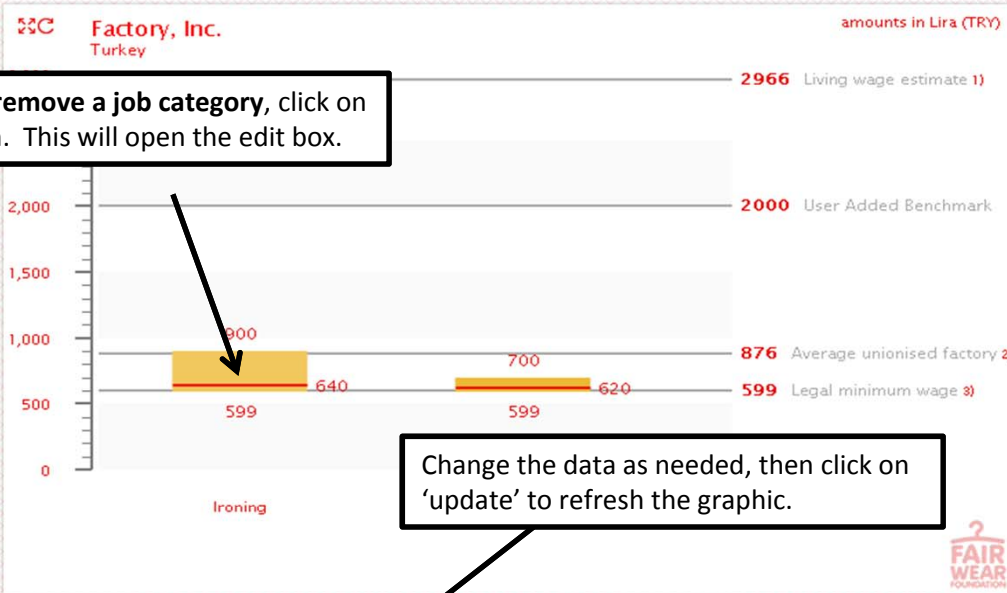 Factory, Inc.
Turkey
amounts in Lira (TRY)
2966 Living wage estimate 1)
remove a job category, click on
This will open the edit box.
2,000
2000 User Added Benchmark
1,500
1,000
900
700
876 Average unionised factory 2
640
620
599 Legal minimum wage 3)
500
599
599
0
Change the data as needed, then click on
‘update’ to refresh the graphic.
Ironing
FAIR
WEAR
FOUNDATION